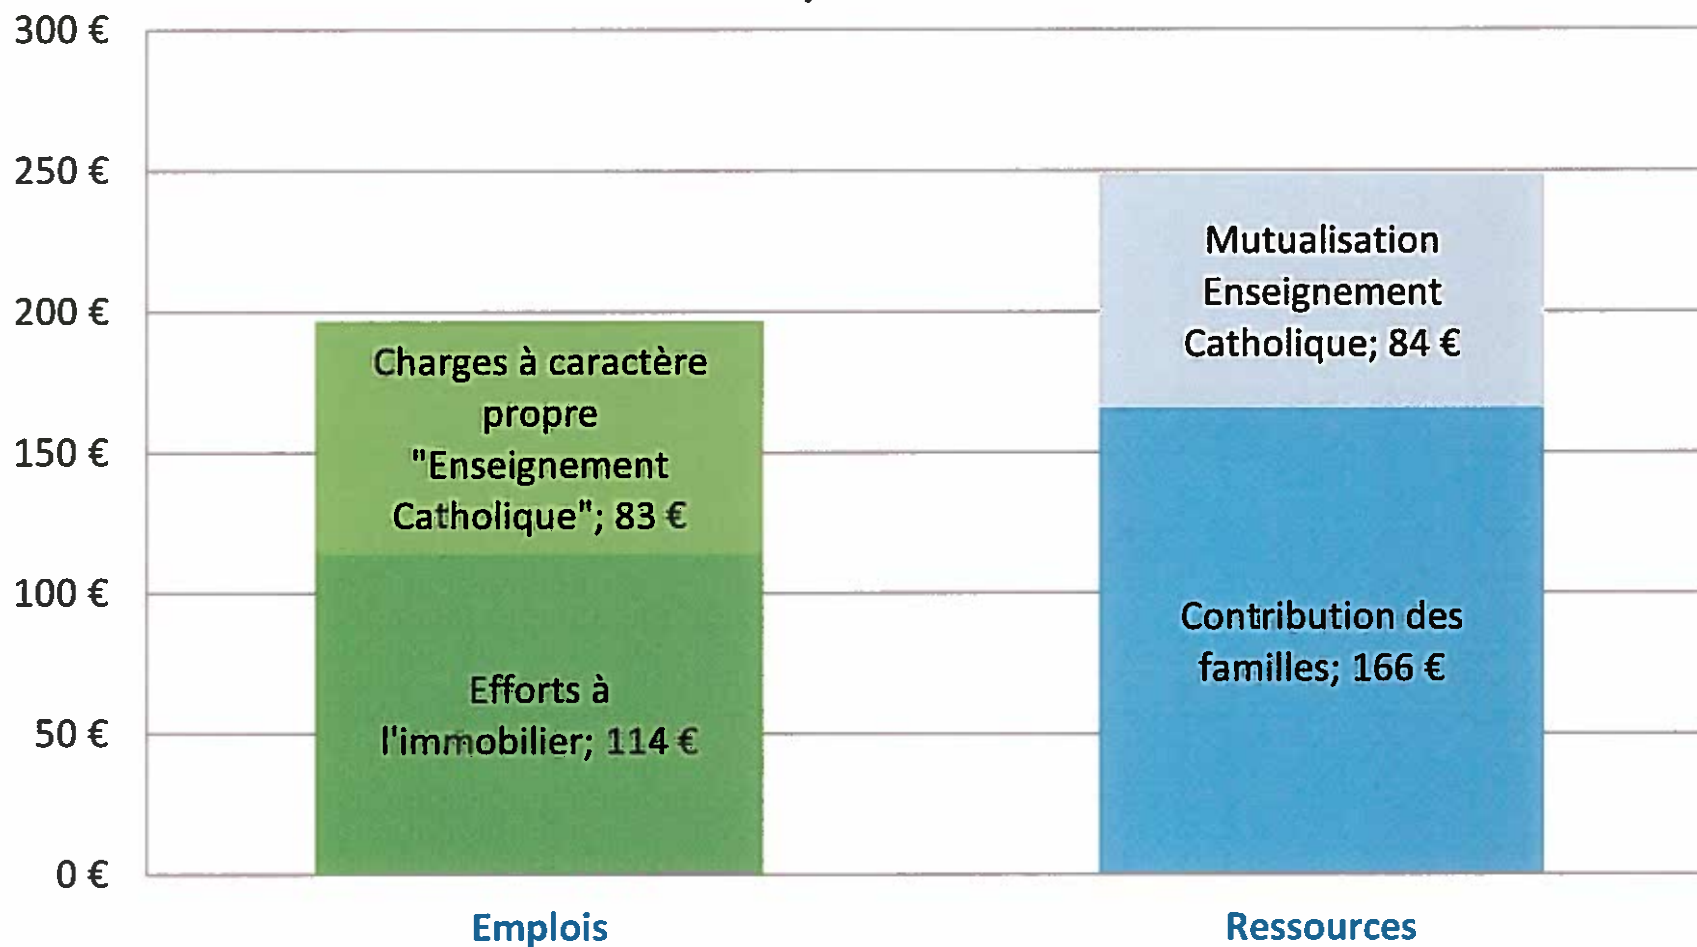 300 €
250 €
200 €
150 €
100 €
50 €
0 €
Charges à caractère
propre
"Enseignement
Catholique"; 83 €
Efforts à
l'immobilier; 114 €
Mutualisation
Enseignement
Catholique; 84 €
Contribution des
familles; 166 €
Emplois
Ressources